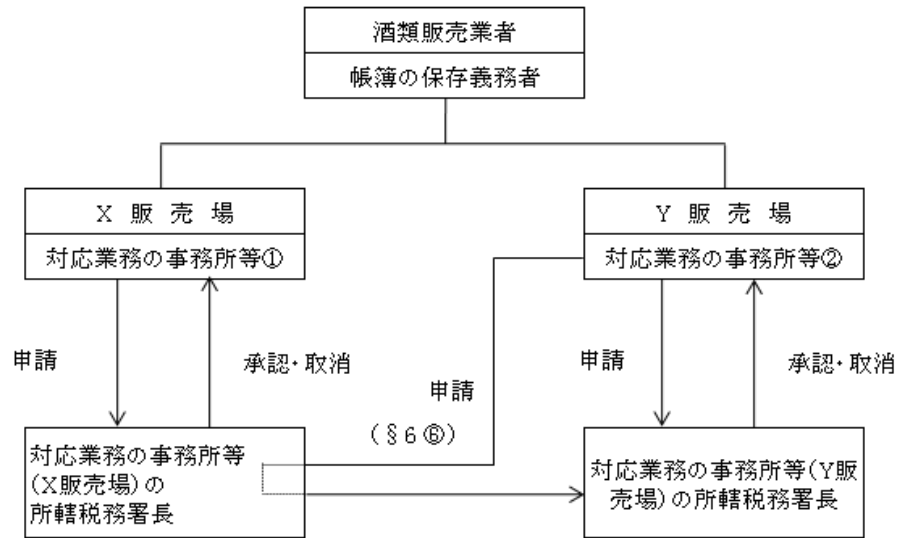 酒類販売業者
帳簿の保存義務者
X 販 売 場
対応業務の事務所等①
Y 販 売 場
対応業務の事務所等②
申請
承認・取消
申請
(§6⑥)
申請
承認・取消
対応業務の事務所等
(X販売場)の
所轄税務署長
対応業務の事務所等(Y販
売場)の所轄税務署長